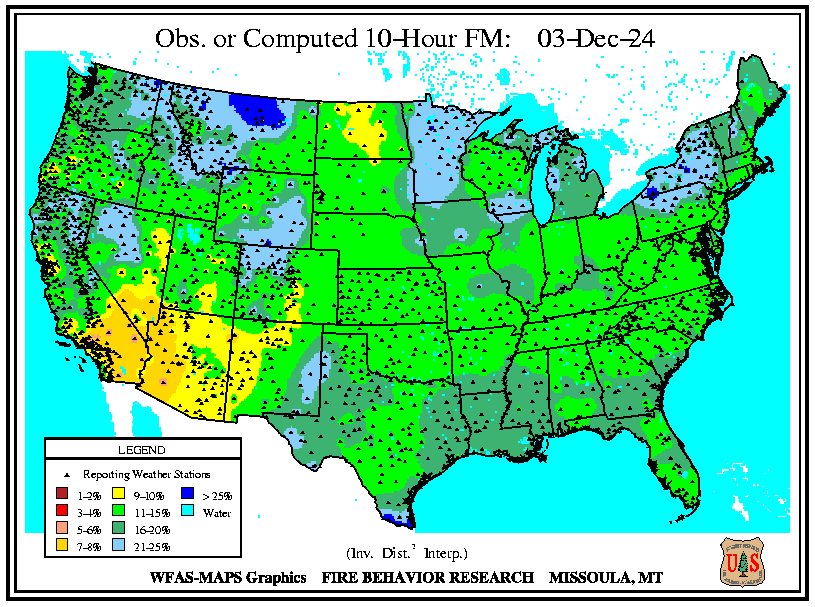 Obs. or Computed 10-Hour FM: 03-Dec-24
LEGEND
Reporting Weather Stations
1-2% 9-10% > 25%
3-4% 11-15% Water
5-6% 16-20%
7-8% 21-25%
(Inv. Dist.² Interp.)
WFAS-MAPS Graphics FIRE BEHAVIOR RESEARCH MISSOULA, MT
U S